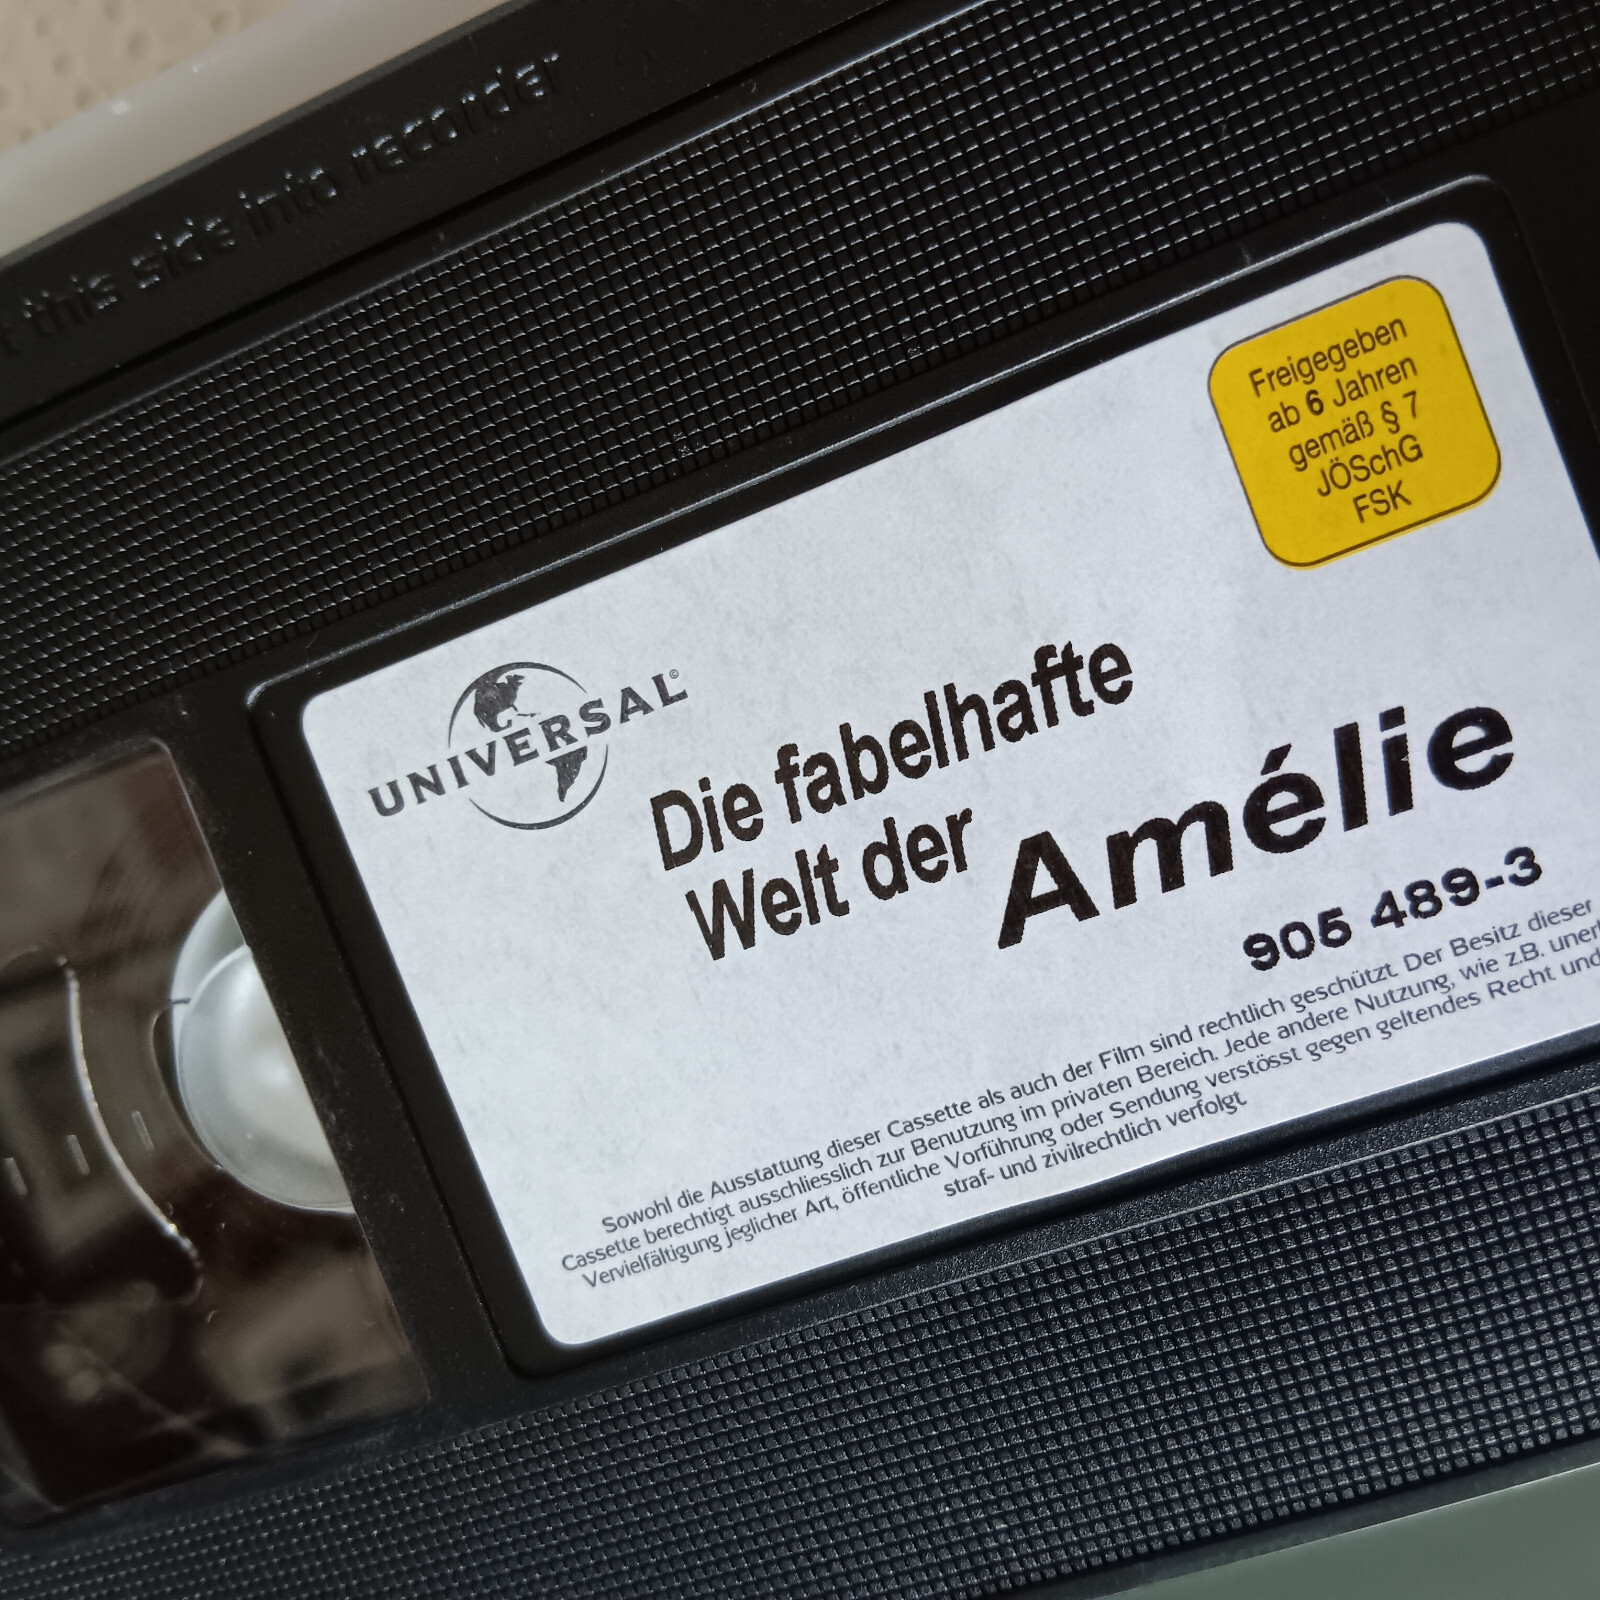 this side into recorder
Freigegeben
ab 6 Jahren
gemäß § 7
JÖSchG
FSK
UNIVERSAL©
Die fabelhafte
Welt der Amélie
905 489-3
Sowohl die Ausstattung dieser Cassette als auch der Film sind rechtlich geschützt. Der Besitz dieser
Cassette berechtigt ausschliesslich zur Benutzung im privaten Bereich. Jede andere Nutzung, wie z.B.
Vervielfältigung jeglicher Art, öffentliche Vorführung oder Sendung verstösst gegen geltendes Recht und
straf- und zivilrechtlich verfolgt.